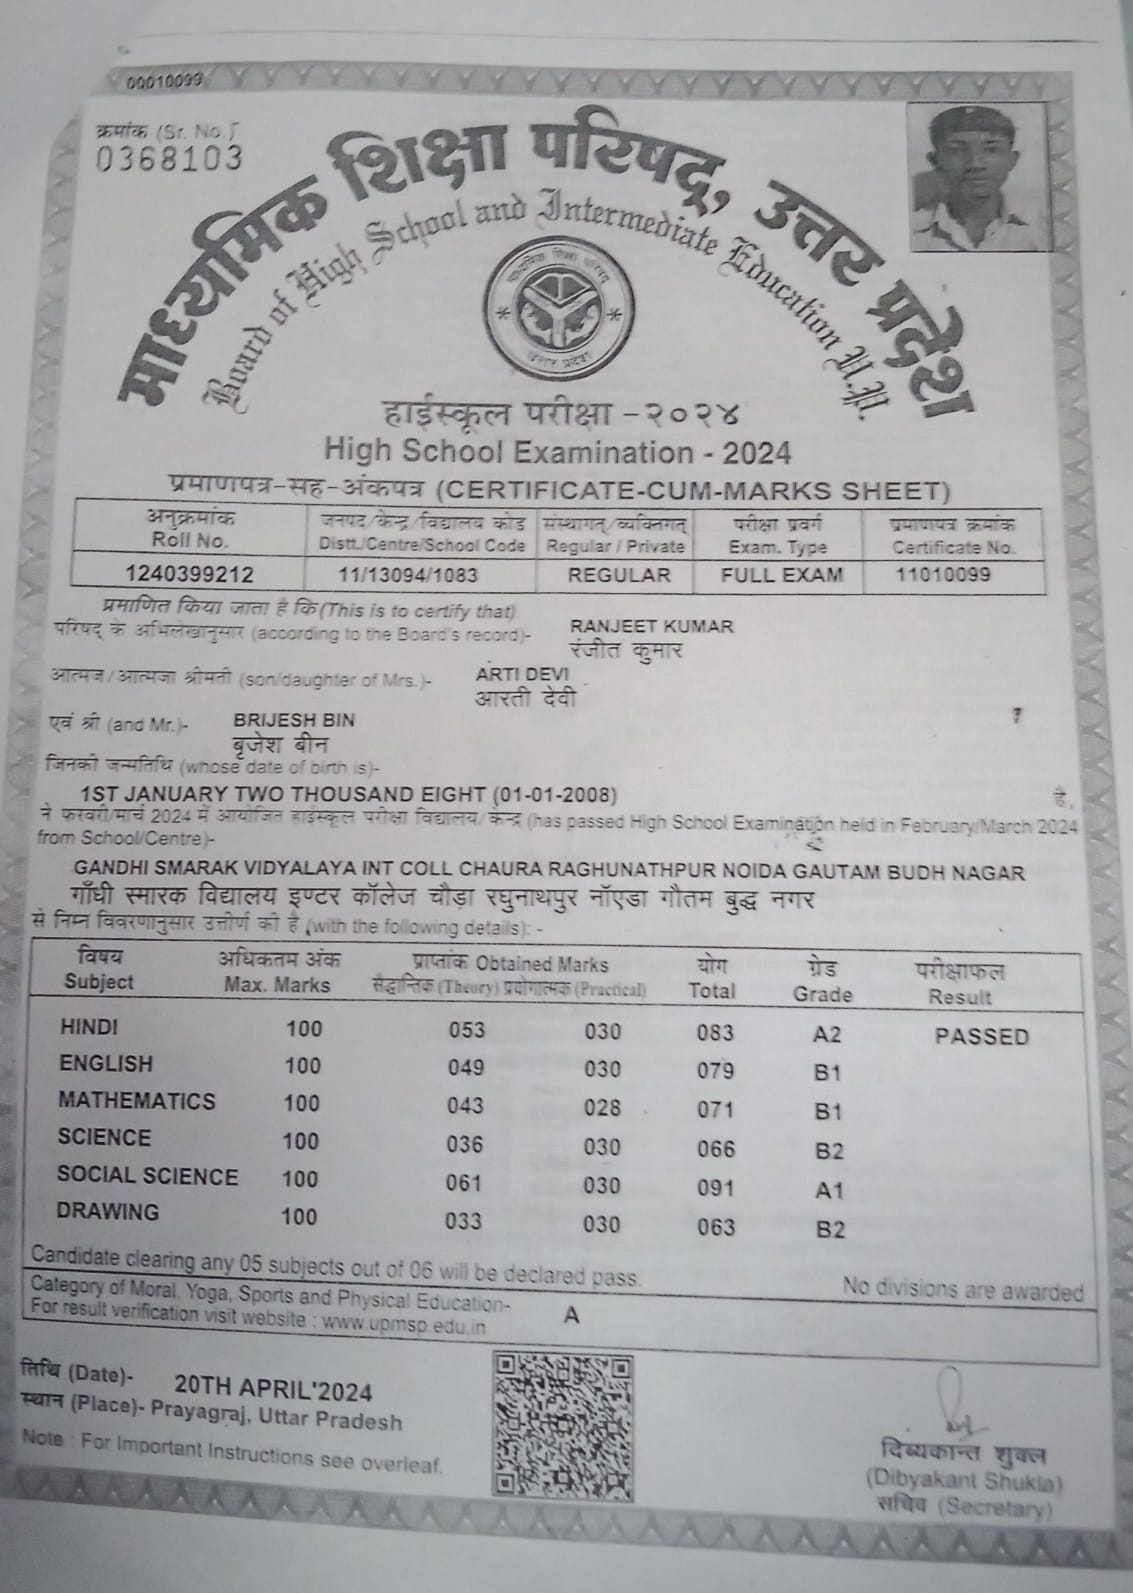 00010099
क्रमांक (Sr. No.)
0368103
माध्यमिक शिक्षा परिषद्, उत्तर प्रदेश
Board of High School and Intermediate Education U.P.
माध्यमिक शिक्षा परिषद
उत्तर प्रदेश
हाईस्कूल परीक्षा -२०२४
High School Examination - 2024
प्रमाणपत्र-सह-अंकपत्र (CERTIFICATE-CUM-MARKS SHEET)
अनुक्रमांक जनपद/केन्द्र/विद्यालय कोड संस्थागत्/व्यक्तिगत् परीक्षा प्रवर्ग प्रमाणपत्र क्रमांक
Roll No. Distt./Centre/School Code Regular / Private Exam. Type Certificate No.
1240399212 11/13094/1083 REGULAR FULL EXAM 11010099
प्रमाणित किया जाता है कि (This is to certify that)
परिषद् के अभिलेखानुसार (according to the Board's record)- RANJEET KUMAR
रंजीत कुमार
आत्मज/आत्मजा श्रीमती (son/daughter of Mrs.)- ARTI DEVI
आरती देवी
एवं श्री (and Mr.)- BRIJESH BIN
बृजेश बीन
जिनकी जन्मतिथि (whose date of birth is)-
1ST JANUARY TWO THOUSAND EIGHT (01-01-2008) है,
ने फरवरी/मार्च 2024 में आयोजित हाईस्कूल परीक्षा विद्यालय/केन्द्र (has passed High School Examination held in February/March 2024
from School/Centre)-
GANDHI SMARAK VIDYALAYA INT COLL CHAURA RAGHUNATHPUR NOIDA GAUTAM BUDH NAGAR
गाँधी स्मारक विद्यालय इण्टर कॉलेज चौड़ा रघुनाथपुर नॉएडा गौतम बुद्ध नगर
से निम्न विवरणानुसार उत्तीर्ण की है (with the following details): -
विषय अधिकतम अंक प्राप्तांक Obtained Marks योग ग्रेड परीक्षाफल
Subject Max. Marks सैद्धान्तिक (Theory) प्रयोगात्मक (Practical) Total Grade Result
HINDI 100 053 030 083 A2 PASSED
ENGLISH 100 049 030 079 B1
MATHEMATICS 100 043 028 071 B1
SCIENCE 100 036 030 066 B2
SOCIAL SCIENCE 100 061 030 091 A1
DRAWING 100 033 030 063 B2
Candidate clearing any 05 subjects out of 06 will be declared pass. No divisions are awarded
Category of Moral, Yoga, Sports and Physical Education- A
For result verification visit website : www.upmsp.edu.in
तिथि (Date)- 20TH APRIL'2024
स्थान (Place)- Prayagraj, Uttar Pradesh
Note : For Important Instructions see overleaf.
दिब्यकान्त शुक्ल
(Dibyakant Shukla)
सचिव (Secretary)